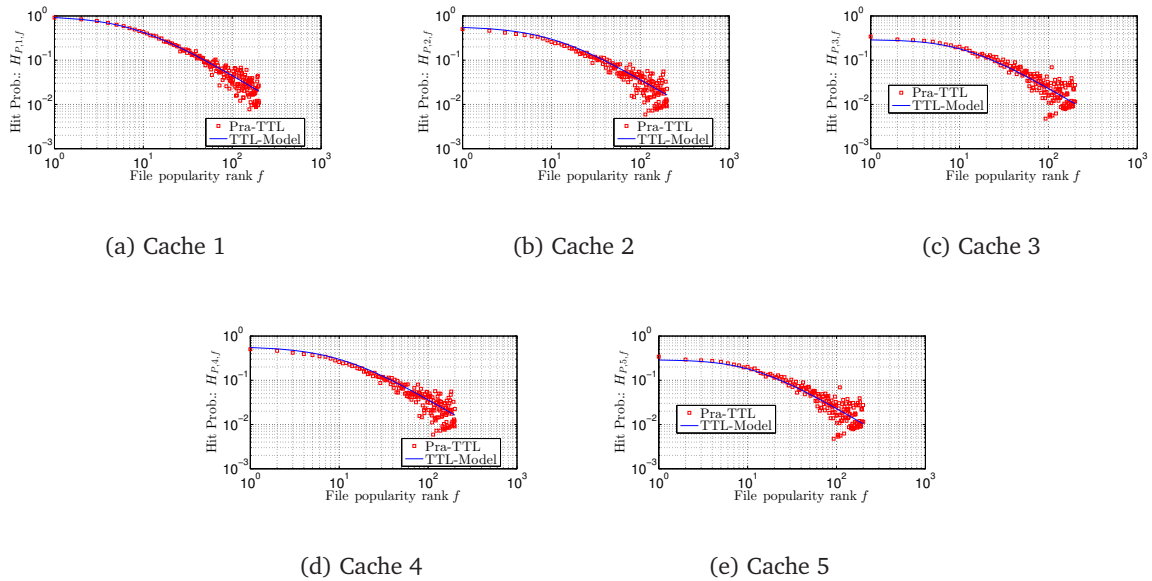 10^0
10^-1
10^-2
10^-3
10^0 10^1 10^2 10^3
Hit Prob.: H_{P,1,f}
File popularity rank f
Pra-TTL
TTL-Model
(a) Cache 1
10^0
10^-1
10^-2
10^-3
10^0 10^1 10^2 10^3
Hit Prob.: H_{P,2,f}
File popularity rank f
Pra-TTL
TTL-Model
(b) Cache 2
10^0
10^-1
10^-2
10^-3
10^0 10^1 10^2 10^3
Hit Prob.: H_{P,3,f}
File popularity rank f
Pra-TTL
TTL-Model
(c) Cache 3
10^0
10^-1
10^-2
10^-3
10^0 10^1 10^2 10^3
Hit Prob.: H_{P,4,f}
File popularity rank f
Pra-TTL
TTL-Model
(d) Cache 4
10^0
10^-1
10^-2
10^-3
10^0 10^1 10^2 10^3
Hit Prob.: H_{P,5,f}
File popularity rank f
Pra-TTL
TTL-Model
(e) Cache 5